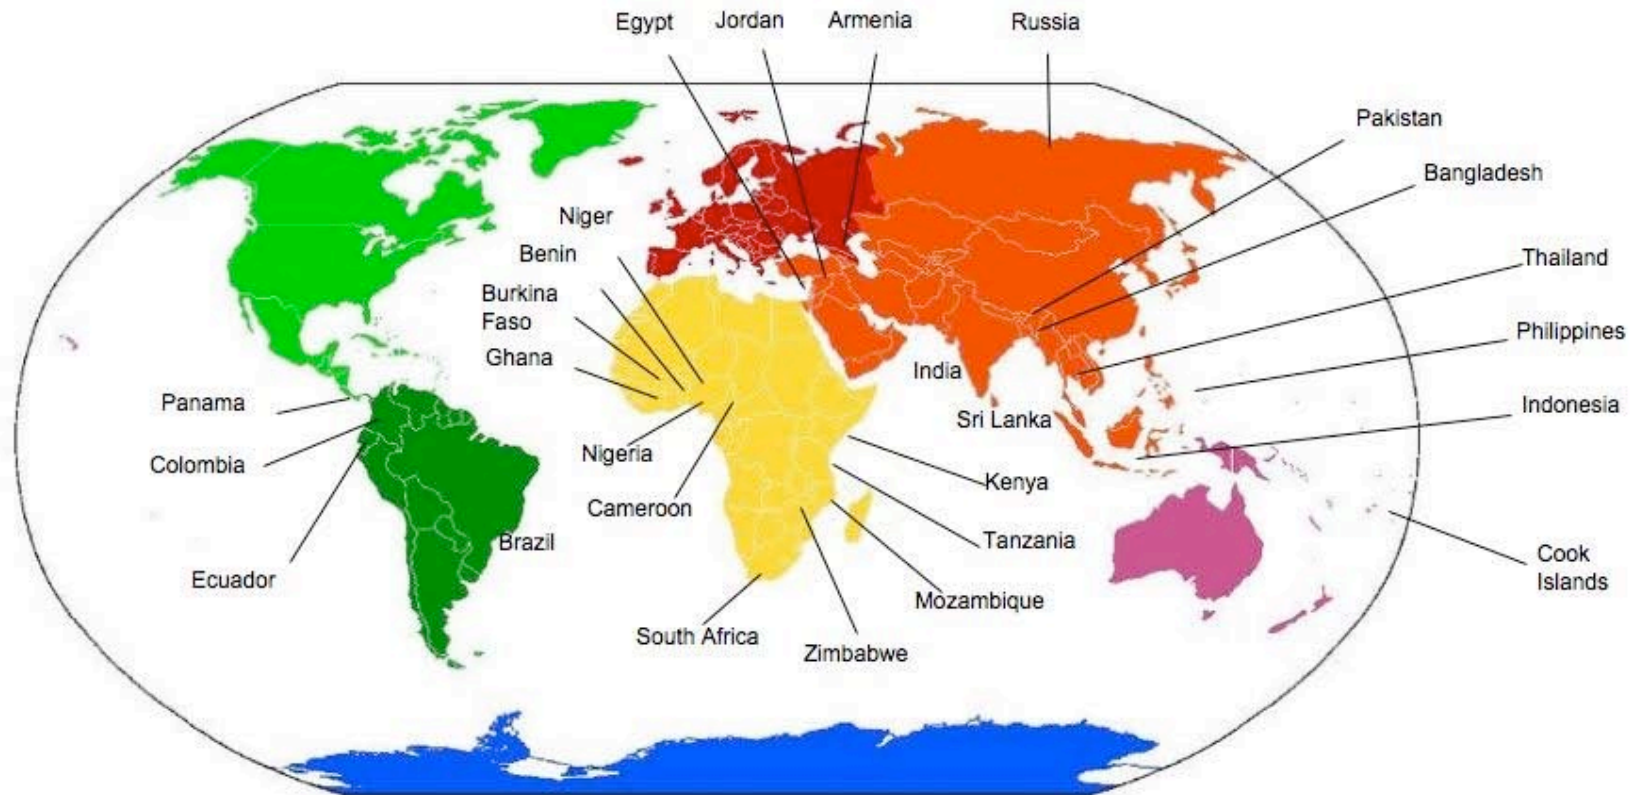 Egypt
Jordan
Armenia
Russia
Pakistan
Bangladesh
Niger
Benin
Thailand
Burkina
Faso
Philippines
Ghana
India
Panama
Sri Lanka
Indonesia
Colombia
Nigeria
Kenya
Cameroon
Brazil
Tanzania
Cook
Islands
Ecuador
Mozambique
South Africa
Zimbabwe